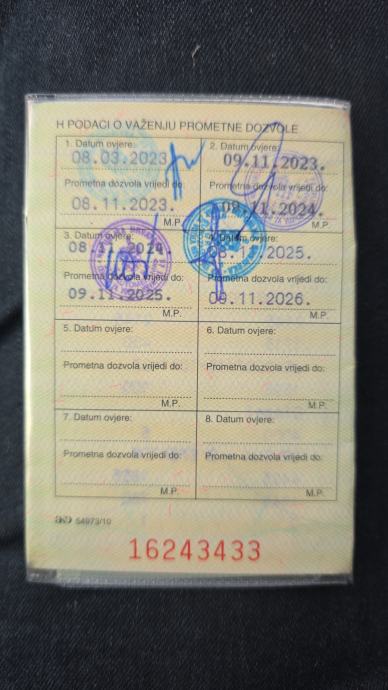 H PODACI O VAŽENJU PROMETNE DOZVOLE
1. Datum ovjere:
08.03.2023
Prometna dozvola vrijedi do:
08.11.2023.
M.P.
2. Datum ovjere:
09.11.2023.
Prometna dozvola vrijedi do:
09.11.2024.
M.P.
3. Datum ovjere:
08.11.2024
Prometna dozvola vrijedi do:
09.11.2025.
M.P.
4. Datum ovjere:
2025.
Prometna dozvola vrijedi do:
09.11.2026.
M.P.
5. Datum ovjere:
Prometna dozvola vrijedi do:
M.P.
6. Datum ovjere:
Prometna dozvola vrijedi do:
M.P.
7. Datum ovjere:
Prometna dozvola vrijedi do:
M.P.
8. Datum ovjere:
Prometna dozvola vrijedi do:
M.P.
54973/10
16243433